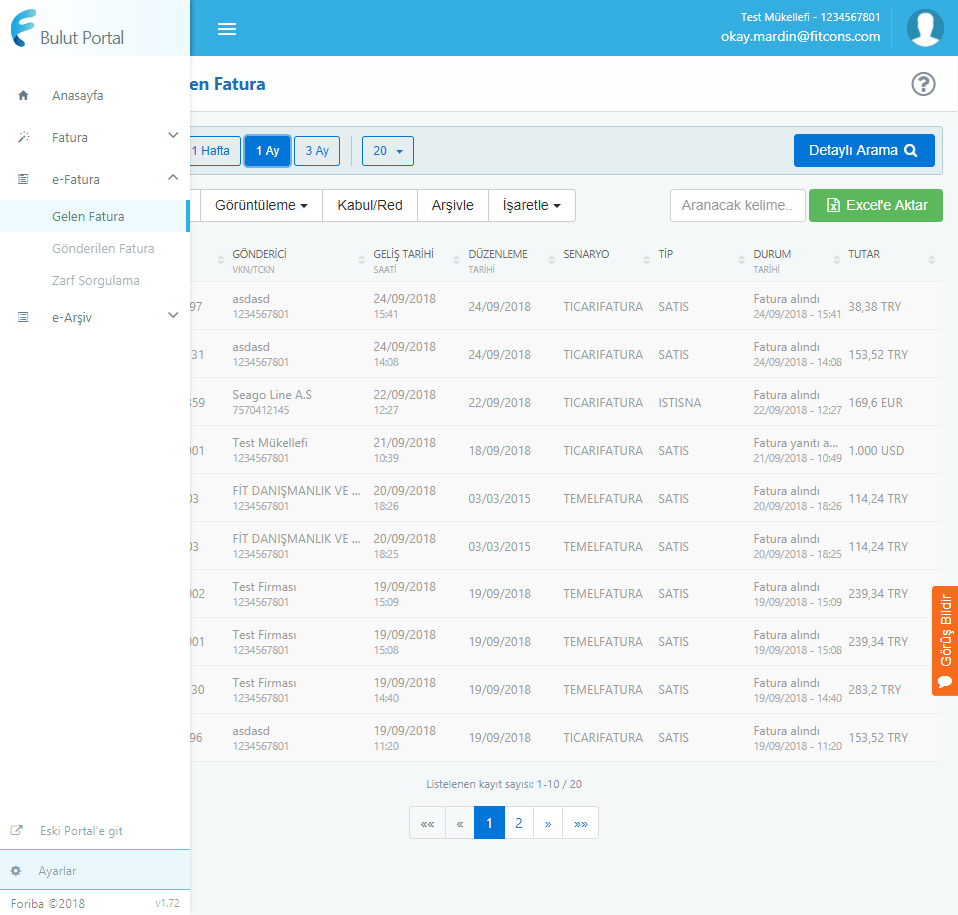 Bulut Portal
Test Mükellefi - 1234567801
okay.mardin@fitcons.com
Anasayfa
Fatura
e-Fatura
Gelen Fatura
Gönderilen Fatura
Zarf Sorgulama
e-Arşiv
Eski Portal'e git
Ayarlar
Foriba ©2018 v1.72
en Fatura
1 Hafta 1 Ay 3 Ay 20 Detaylı Arama
Görüntüleme Kabul/Red Arşivle İşaretle Aranacak kelime.. Excel'e Aktar
GÖNDERİCİ GELİŞ TARİHİ DÜZENLEME SENARYO TİP DURUM TUTAR
VKN/TCKN SAATİ TARİHİ TARİHİ
asdasd 24/09/2018 Fatura alındı
97 24/09/2018 TICARIFATURA SATIS 38,38 TRY
1234567801 15:41 24/09/2018 - 15:41
asdasd 24/09/2018 Fatura alındı
31 24/09/2018 TICARIFATURA SATIS 153,52 TRY
1234567801 14:08 24/09/2018 - 14:08
Seago Line A.S 22/09/2018 Fatura alındı
359 22/09/2018 TICARIFATURA ISTISNA 169,6 EUR
7570412145 12:27 22/09/2018 - 12:27
Test Mükellefi 21/09/2018 Fatura yanıtı a...
001 18/09/2018 TICARIFATURA SATIS 1.000 USD
1234567801 10:39 21/09/2018 - 10:49
FİT DANIŞMANLIK VE ... 20/09/2018 Fatura alındı
03 03/03/2015 TEMELFATURA SATIS 114,24 TRY
1234567801 18:26 20/09/2018 - 18:26
FİT DANIŞMANLIK VE ... 20/09/2018 Fatura alındı
03 03/03/2015 TEMELFATURA SATIS 114,24 TRY
1234567801 18:25 20/09/2018 - 18:25
Test Firması 19/09/2018 Fatura alındı
002 19/09/2018 TEMELFATURA SATIS 239,34 TRY
1234567801 15:09 19/09/2018 - 15:09
Test Firması 19/09/2018 Fatura alındı
001 19/09/2018 TEMELFATURA SATIS 239,34 TRY
1234567801 15:08 19/09/2018 - 15:08
Test Firması 19/09/2018 Fatura alındı
30 19/09/2018 TEMELFATURA SATIS 283,2 TRY
1234567801 14:40 19/09/2018 - 14:40
asdasd 19/09/2018 Fatura alındı
96 19/09/2018 TICARIFATURA SATIS 153,52 TRY
1234567801 11:20 19/09/2018 - 11:20
Listelenen kayıt sayısı: 1-10 / 20
«« « 1 2 » »»
Görüş Bildir